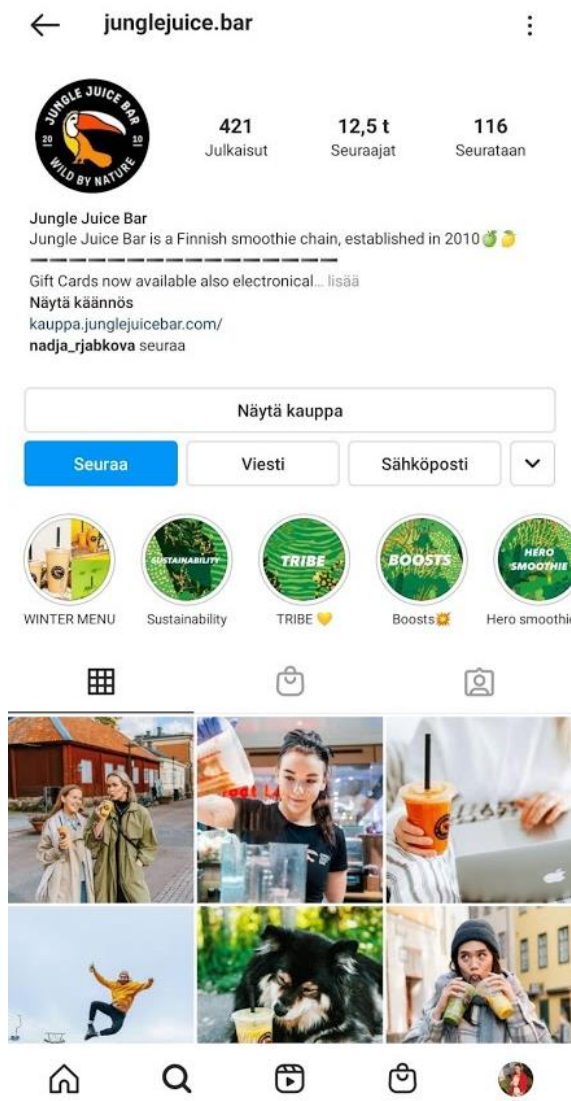 junglejuice.bar
JUNGLE JUICE BAR
20 10
WILD BY NATURE
421 12,5 t 116
Julkaisut Seuraajat Seurataan
Jungle Juice Bar
Jungle Juice Bar is a Finnish smoothie chain, established in 2010🍏🍋
Gift Cards now available also electronical... lisää
Näytä käännös
kauppa.junglejuicebar.com/
nadja_rjabkova seuraa
Näytä kauppa
Seuraa Viesti Sähköposti
SUSTAINABILITY TRIBE BOOSTS HERO
SMOOTHIE
WINTER MENU Sustainability TRIBE 💛 Boosts💥 Hero smoothi